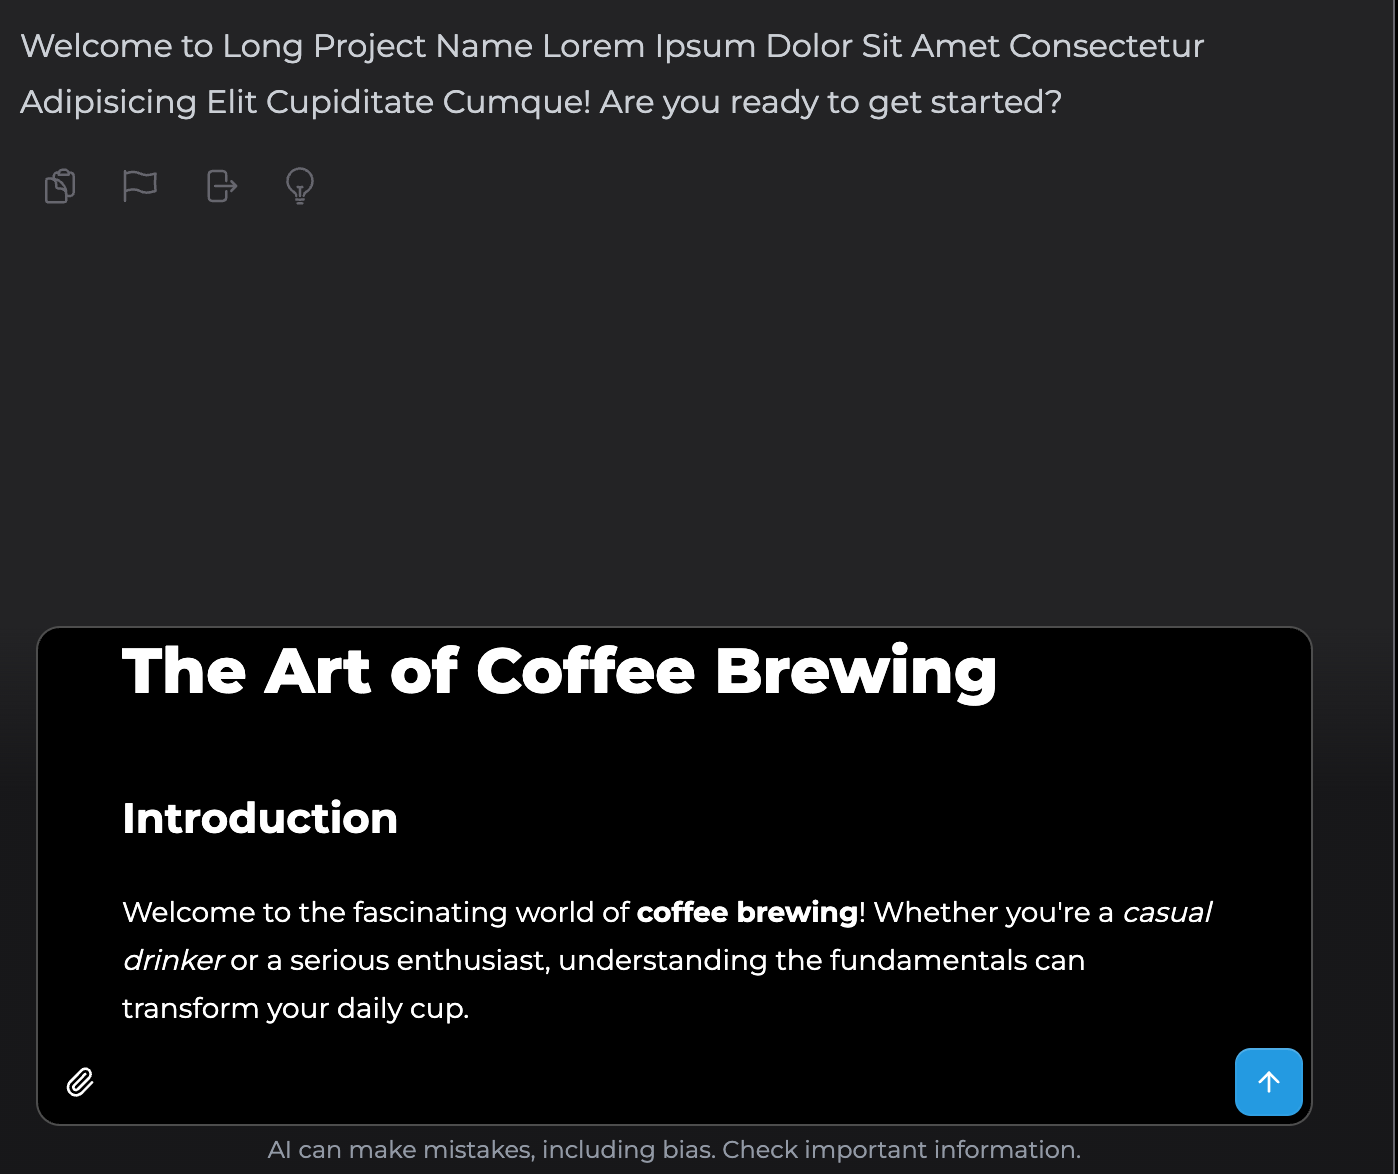 Welcome to Long Project Name Lorem Ipsum Dolor Sit Amet Consectetur
Adipisicing Elit Cupiditate Cumque! Are you ready to get started?
The Art of Coffee Brewing
Introduction
Welcome to the fascinating world of coffee brewing! Whether you're a casual
drinker or a serious enthusiast, understanding the fundamentals can
transform your daily cup.
AI can make mistakes, including bias. Check important information.